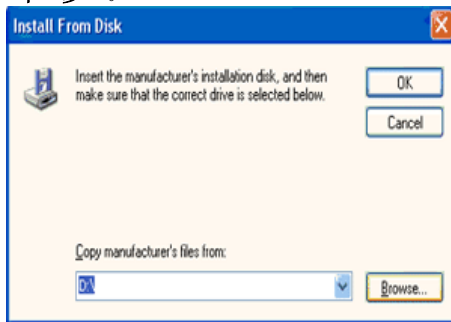 Install From Disk
Insert the manufacturer's installation disk, and then
make sure that the correct drive is selected below.
OK
Cancel
Copy manufacturer's files from:
D:\
Browse...